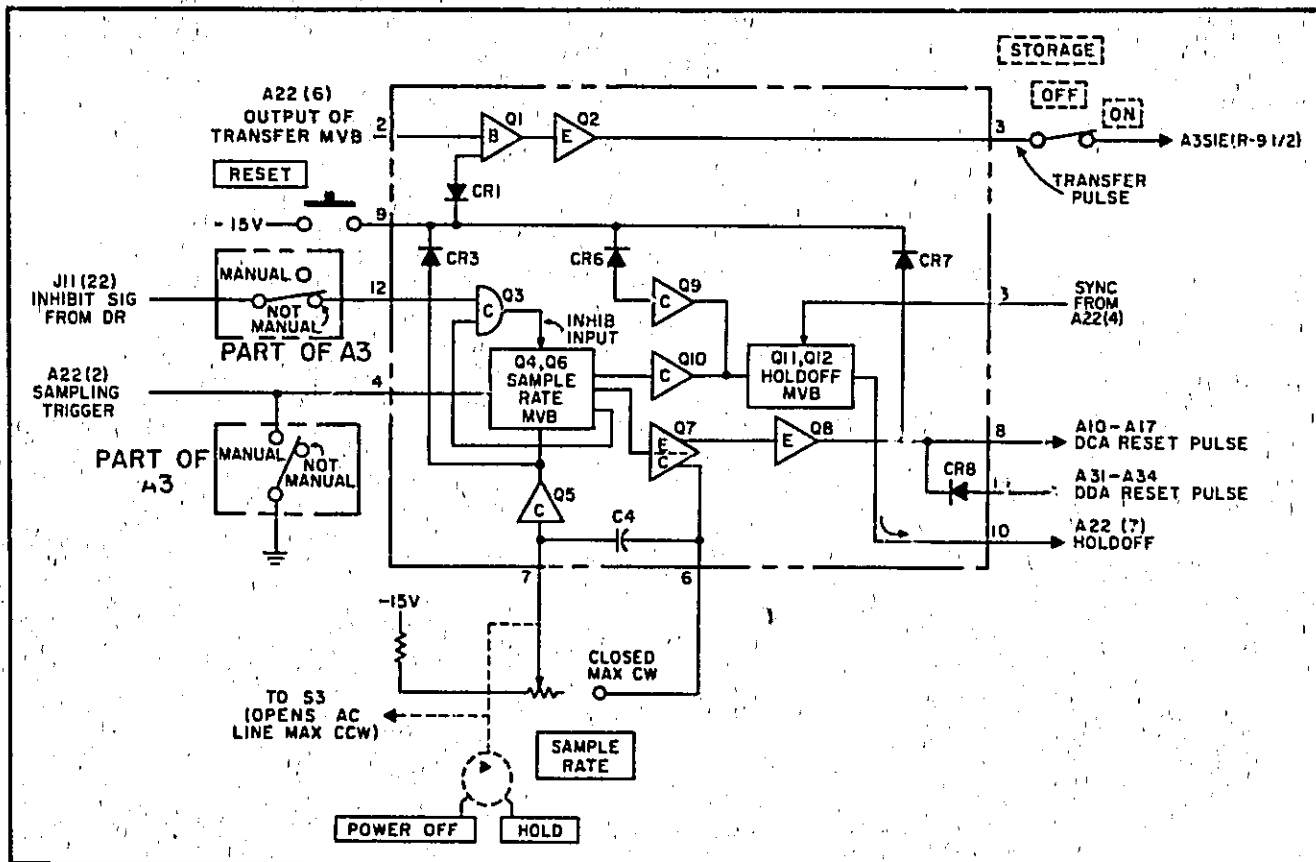 STORAGE
OFF
ON
A22 (6)
OUTPUT OF
TRANSFER MVB
2
B
Q1
E
Q2
3
A3S1E(R-9 1/2)
TRANSFER
PULSE
RESET
-15V
9
CR1
CR3
CR6
CR7
J11 (22)
INHIBIT SIG
FROM DR
MANUAL
NOT
MANUAL
12
PART OF A3
C
Q3
INHIB
INPUT
C
Q9
SYNC
FROM
A22(4)
A22(2)
SAMPLING
TRIGGER
4
Q4,Q6
SAMPLE
RATE
MVB
C
Q10
Q11,Q12
HOLDOFF
MVB
PART OF
MANUAL
NOT
MANUAL
E
C
Q7
E
Q8
8
A10-A17
DCA RESET PULSE
CR8
A31-A34
DDA RESET PULSE
C
Q5
C4
10
A22 (7)
HOLDOFF
7
6
-15V
CLOSED
MAX CW
TO S3
(OPENS AC
LINE MAX CCW)
SAMPLE
RATE
POWER OFF
HOLD